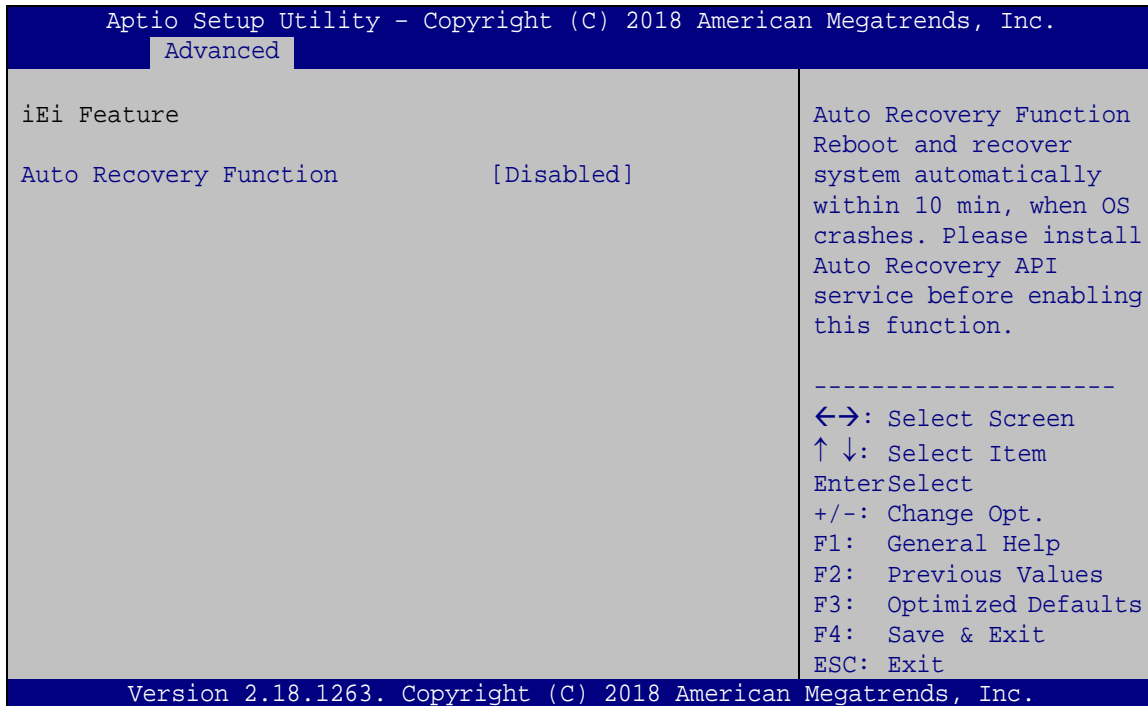 Aptio Setup Utility – Copyright (C) 2018 American Megatrends, Inc.
Advanced
iEi Feature
Auto Recovery Function [Disabled]
Auto Recovery Function
Reboot and recover
system automatically
within 10 min, when OS
crashes. Please install
Auto Recovery API
service before enabling
this function.
---------------------
←→: Select Screen
↑ ↓: Select Item
EnterSelect
+/-: Change Opt.
F1: General Help
F2: Previous Values
F3: Optimized Defaults
F4: Save & Exit
ESC: Exit
Version 2.18.1263. Copyright (C) 2018 American Megatrends, Inc.